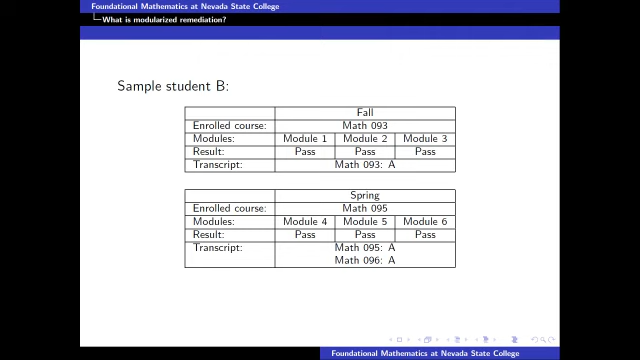 Foundational Mathematics at Nevada State College
What is modularized remediation?
Sample student B:
Fall
Enrolled course: Math 093
Modules: Module 1 Module 2 Module 3
Result: Pass Pass Pass
Transcript: Math 093: A
Spring
Enrolled course: Math 095
Modules: Module 4 Module 5 Module 6
Result: Pass Pass Pass
Transcript: Math 095: A
Math 096: A
Foundational Mathematics at Nevada State College